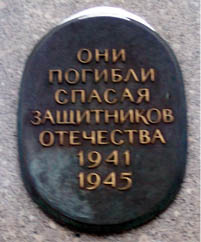 ОНИ
ПОГИБЛИ
СПАСАЯ
ЗАЩИТНИКОВ
ОТЕЧЕСТВА
1941
1945